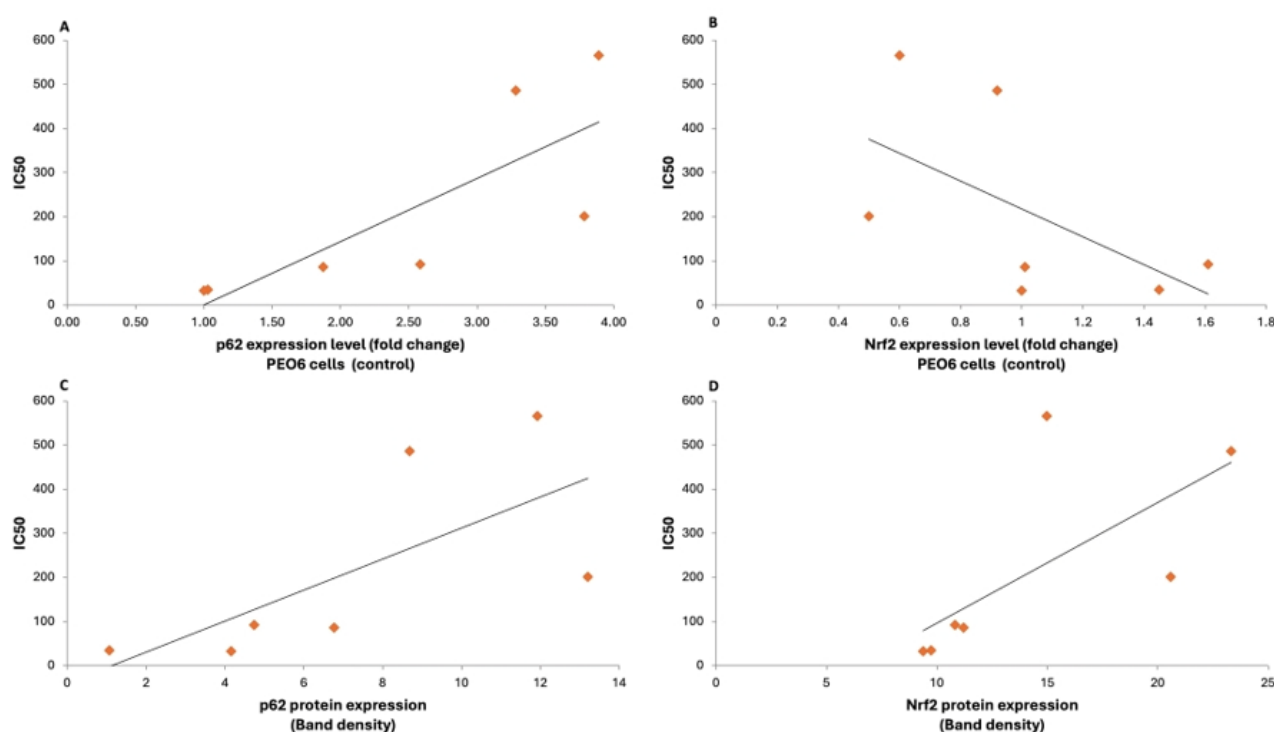 A
600
500
400
300
200
100
0
IC50
0.00 0.50 1.00 1.50 2.00 2.50 3.00 3.50 4.00
p62 expression level (fold change)
PEO6 cells (control)
B
600
500
400
300
200
100
0
IC50
0 0.2 0.4 0.6 0.8 1 1.2 1.4 1.6 1.8
Nrf2 expression level (fold change)
PEO6 cells (control)
C
600
500
400
300
200
100
0
IC50
0 2 4 6 8 10 12 14
p62 protein expression
(Band density)
D
600
500
400
300
200
100
0
IC50
0 5 10 15 20 25
Nrf2 protein expression
(Band density)